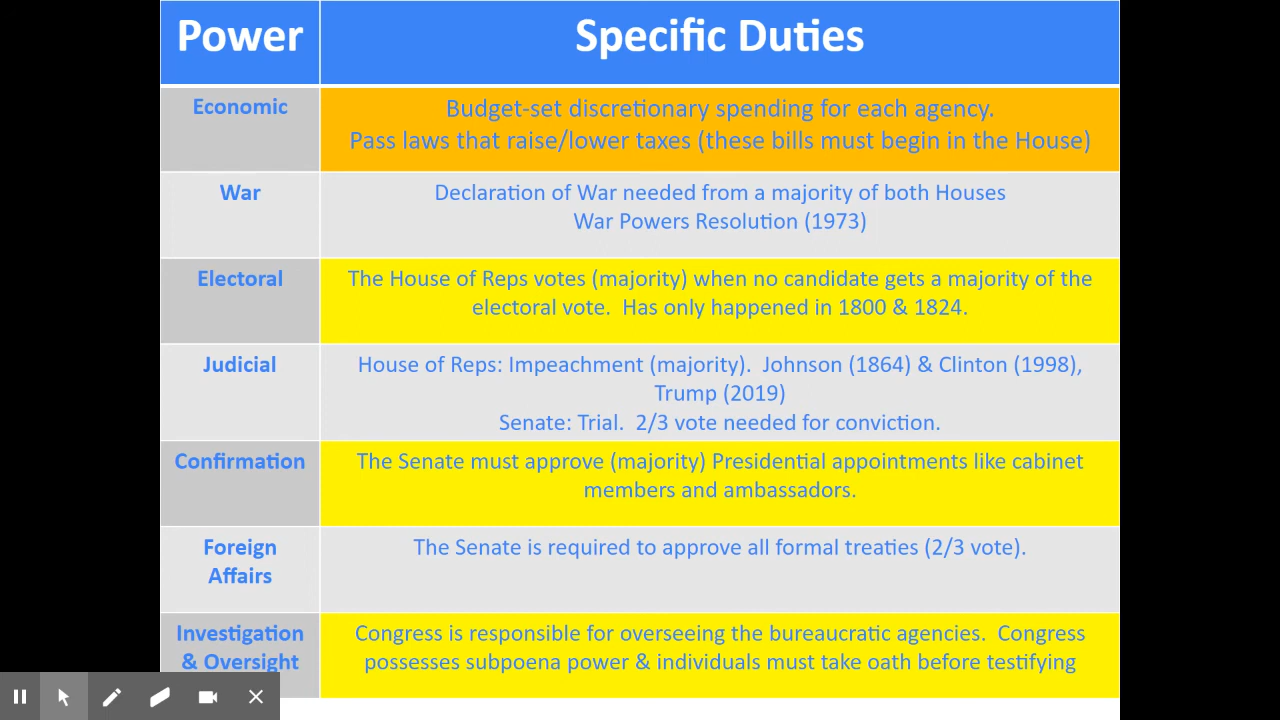 Power
Specific Duties
Economic
Budget-set discretionary spending for each agency.
Pass laws that raise/lower taxes (these bills must begin in the House)
War
Declaration of War needed from a majority of both Houses
War Powers Resolution (1973)
Electoral
The House of Reps votes (majority) when no candidate gets a majority of the
electoral vote.  Has only happened in 1800 & 1824.
Judicial
House of Reps: Impeachment (majority).  Johnson (1864) & Clinton (1998),
Trump (2019)
Senate: Trial.  2/3 vote needed for conviction.
Confirmation
The Senate must approve (majority) Presidential appointments like cabinet
members and ambassadors.
Foreign
Affairs
The Senate is required to approve all formal treaties (2/3 vote).
Investigation
& Oversight
Congress is responsible for overseeing the bureaucratic agencies.  Congress
possesses subpoena power & individuals must take oath before testifying